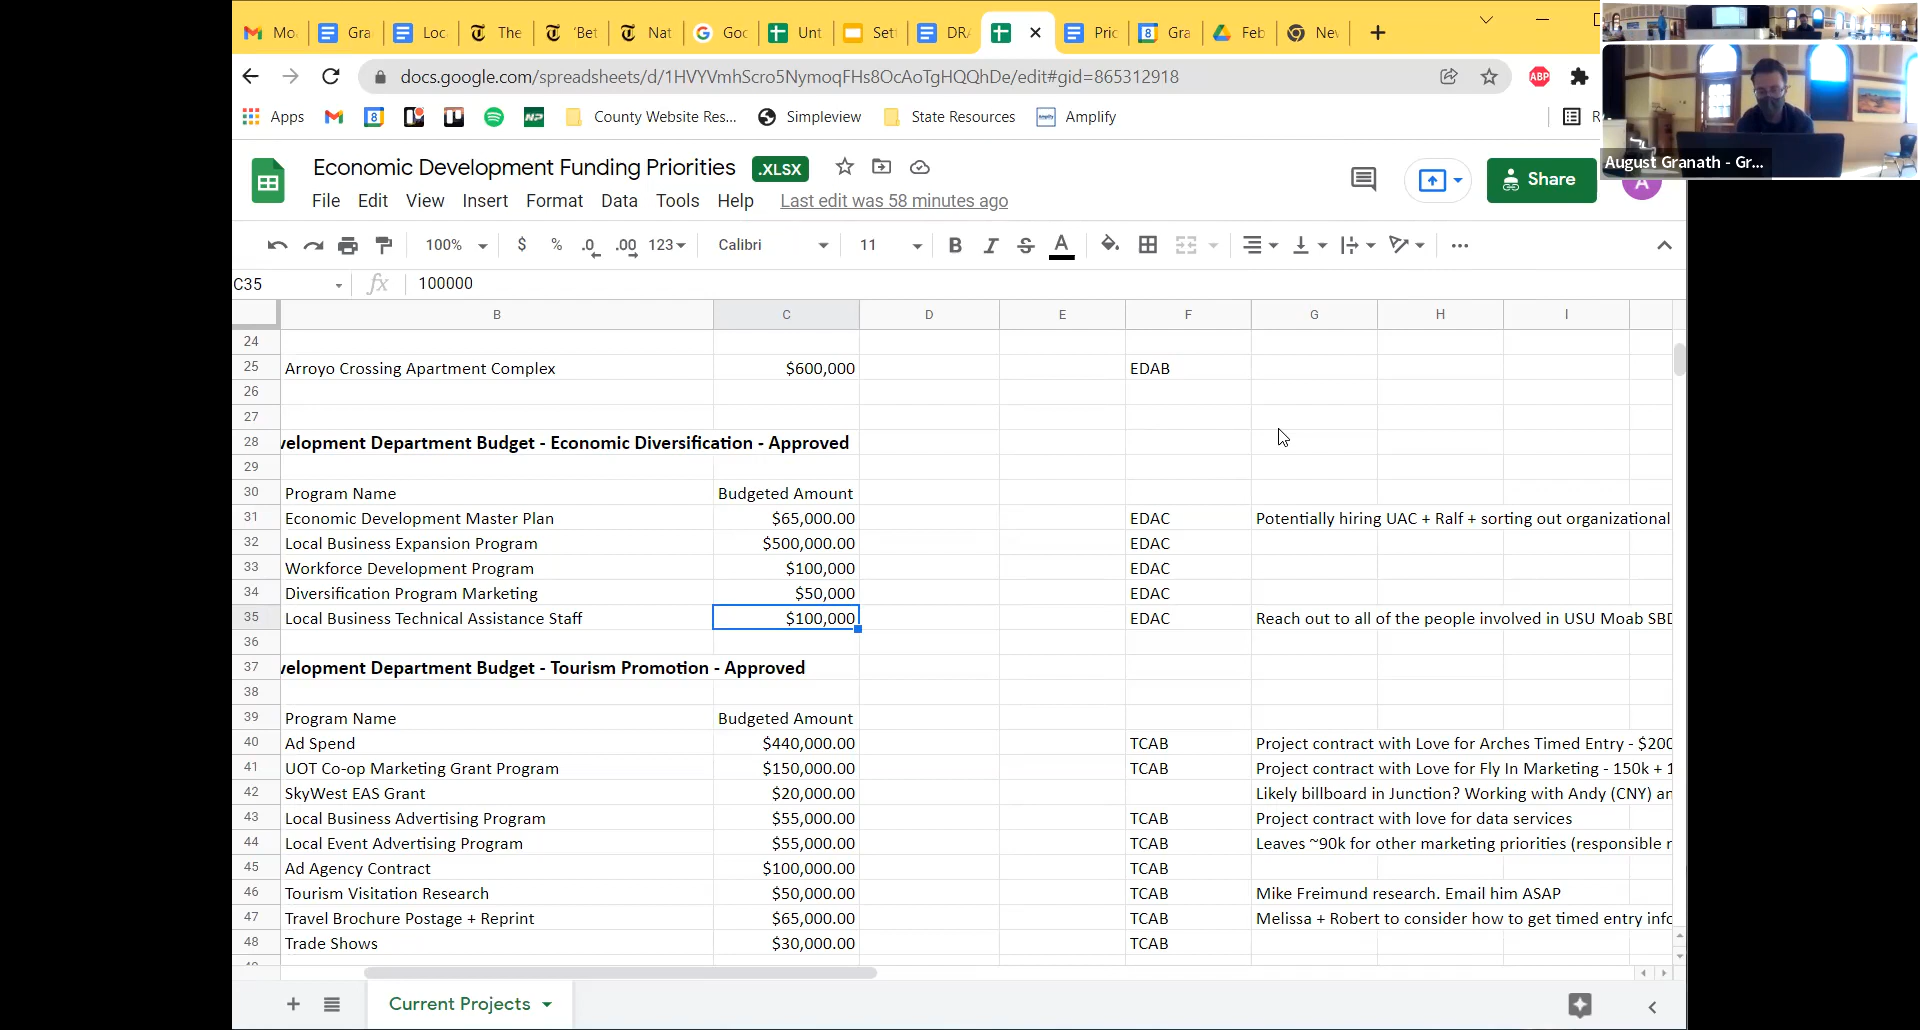 Mo
Gra
Loc
The
'Bet
Nat
Goc
Unt
Set
DRA
Pric
Gra
Feb
Nev
docs.google.com/spreadsheets/d/1HVYVmhScro5NymoqFHs8OcAoTgHQQhDe/edit#gid=865312918
ABP
Apps
8
NP
County Website Res...
Simpleview
State Resources
Amplify
R
August Granath - Gr...
Economic Development Funding Priorities .XLSX
Share
A
File Edit View Insert Format Data Tools Help Last edit was 58 minutes ago
100% $ % .0 .00 123 Calibri 11 B I S A ...
C35 fx 100000
B C D E F G H I
24
25 Arroyo Crossing Apartment Complex $600,000 EDAB
26
27
28 velopment Department Budget - Economic Diversification - Approved
29
30 Program Name Budgeted Amount
31 Economic Development Master Plan $65,000.00 EDAC Potentially hiring UAC + Ralf + sorting out organizational
32 Local Business Expansion Program $500,000.00 EDAC
33 Workforce Development Program $100,000 EDAC
34 Diversification Program Marketing $50,000 EDAC
35 Local Business Technical Assistance Staff $100,000 EDAC Reach out to all of the people involved in USU Moab SBD
36
37 velopment Department Budget - Tourism Promotion - Approved
38
39 Program Name Budgeted Amount
40 Ad Spend $440,000.00 TCAB Project contract with Love for Arches Timed Entry - $200
41 UOT Co-op Marketing Grant Program $150,000.00 TCAB Project contract with Love for Fly In Marketing - 150k + 1
42 SkyWest EAS Grant $20,000.00 Likely billboard in Junction? Working with Andy (CNY) an
43 Local Business Advertising Program $55,000.00 TCAB Project contract with love for data services
44 Local Event Advertising Program $55,000.00 TCAB Leaves ~90k for other marketing priorities (responsible r
45 Ad Agency Contract $100,000.00 TCAB
46 Tourism Visitation Research $50,000.00 TCAB Mike Freimund research. Email him ASAP
47 Travel Brochure Postage + Reprint $65,000.00 TCAB Melissa + Robert to consider how to get timed entry info
48 Trade Shows $30,000.00 TCAB
Current Projects